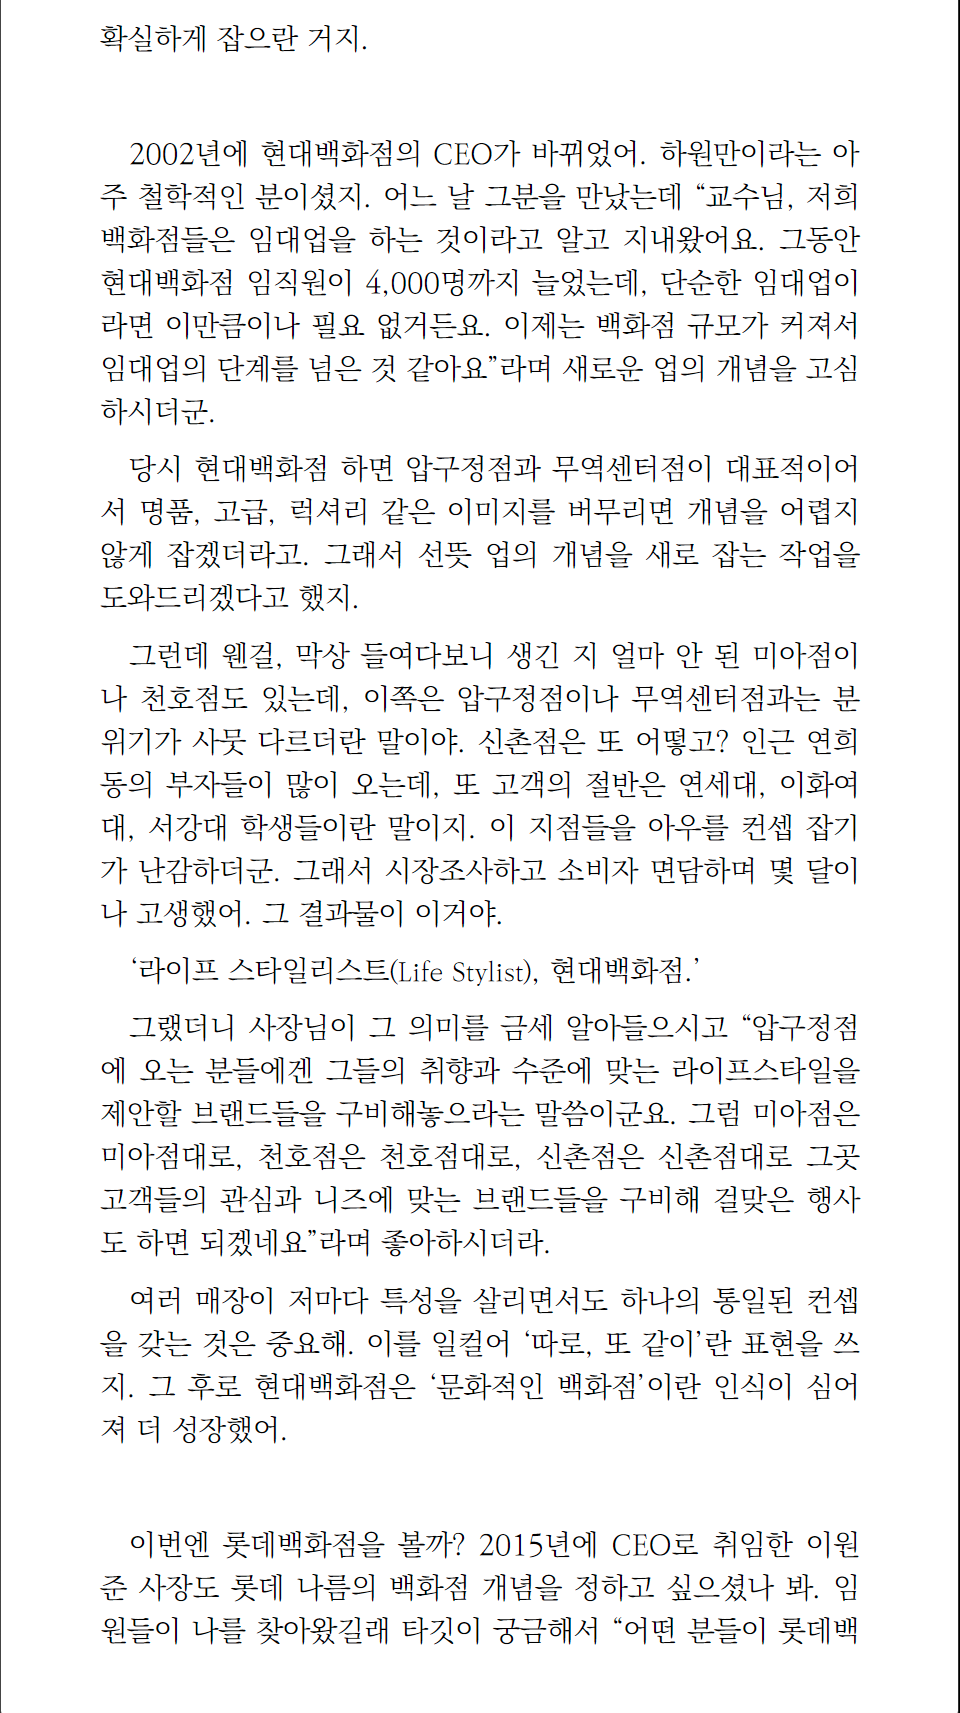 확실하게 잡으란 거지.
2002년에 현대백화점의 CEO가 바뀌었어. 하원만이라는 아
주 철학적인 분이셨지. 어느 날 그분을 만났는데 “교수님, 저희
백화점들은 임대업을 하는 것이라고 알고 지내왔어요. 그동안
현대백화점 임직원이 4,000명까지 늘었는데, 단순한 임대업이
라면 이만큼이나 필요 없거든요. 이제는 백화점 규모가 커져서
임대업의 단계를 넘은 것 같아요”라며 새로운 업의 개념을 고심
하시더군.
당시 현대백화점 하면 압구정점과 무역센터점이 대표적이어
서 명품, 고급, 럭셔리 같은 이미지를 버무리면 개념을 어렵지
않게 잡겠더라고. 그래서 선뜻 업의 개념을 새로 잡는 작업을
도와드리겠다고 했지.
그런데 웬걸, 막상 들여다보니 생긴 지 얼마 안 된 미아점이
나 천호점도 있는데, 이쪽은 압구정점이나 무역센터점과는 분
위기가 사뭇 다르더란 말이야. 신촌점은 또 어떻고? 인근 연희
동의 부자들이 많이 오는데, 또 고객의 절반은 연세대, 이화여
대, 서강대 학생들이란 말이지. 이 지점들을 아우를 컨셉 잡기
가 난감하더군. 그래서 시장조사하고 소비자 면담하며 몇 달이
나 고생했어. 그 결과물이 이거야.
‘라이프 스타일리스트(Life Stylist), 현대백화점.’
그랬더니 사장님이 그 의미를 금세 알아들으시고 “압구정점
에 오는 분들에겐 그들의 취향과 수준에 맞는 라이프스타일을
제안할 브랜드들을 구비해놓으라는 말씀이군요. 그럼 미아점은
미아점대로, 천호점은 천호점대로, 신촌점은 신촌점대로 그곳
고객들의 관심과 니즈에 맞는 브랜드들을 구비해 걸맞은 행사
도 하면 되겠네요”라며 좋아하시더라.
여러 매장이 저마다 특성을 살리면서도 하나의 통일된 컨셉
을 갖는 것은 중요해. 이를 일컬어 ‘따로, 또 같이’란 표현을 쓰
지. 그 후로 현대백화점은 ‘문화적인 백화점’이란 인식이 심어
져 더 성장했어.
이번엔 롯데백화점을 볼까? 2015년에 CEO로 취임한 이원
준 사장도 롯데 나름의 백화점 개념을 정하고 싶으셨나 봐. 임
원들이 나를 찾아왔길래 타깃이 궁금해서 “어떤 분들이 롯데백